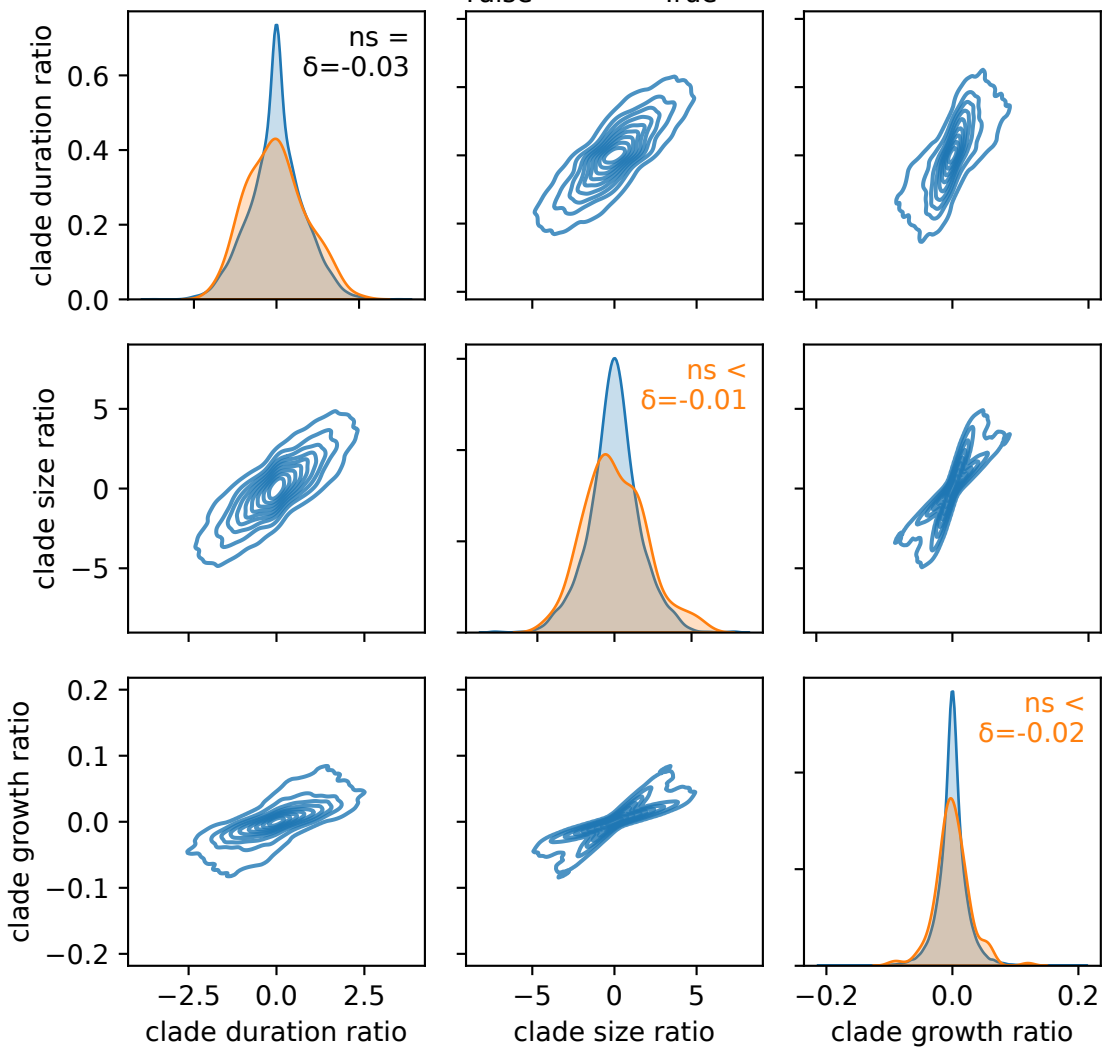 ns =
δ=-0.03
clade duration ratio
0.6
0.4
0.2
0.0
ns <
δ=-0.01
clade size ratio
5
0
−5
ns <
δ=-0.02
clade growth ratio
0.2
0.1
0.0
−0.1
−0.2
−2.5 0.0 2.5
−5 0 5
−0.2 0.0 0.2
clade duration ratio
clade size ratio
clade growth ratio